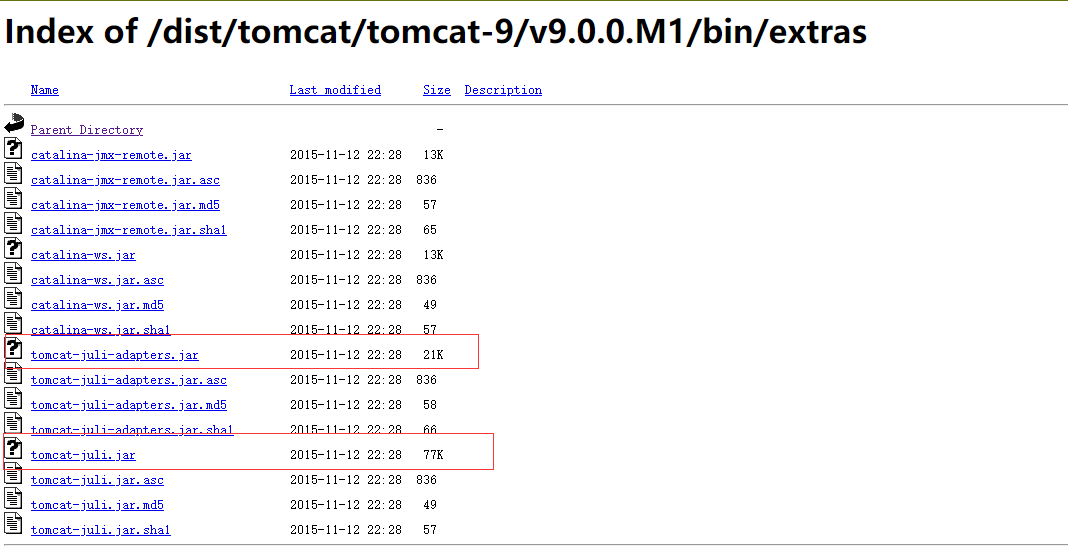 Index of /dist/tomcat/tomcat-9/v9.0.0.M1/bin/extras
Name Last modified Size Description
Parent Directory -
catalina-jmx-remote.jar 2015-11-12 22:28 13K
catalina-jmx-remote.jar.asc 2015-11-12 22:28 836
catalina-jmx-remote.jar.md5 2015-11-12 22:28 57
catalina-jmx-remote.jar.sha1 2015-11-12 22:28 65
catalina-ws.jar 2015-11-12 22:28 13K
catalina-ws.jar.asc 2015-11-12 22:28 836
catalina-ws.jar.md5 2015-11-12 22:28 49
catalina-ws.jar.sha1 2015-11-12 22:28 57
tomcat-juli-adapters.jar 2015-11-12 22:28 21K
tomcat-juli-adapters.jar.asc 2015-11-12 22:28 836
tomcat-juli-adapters.jar.md5 2015-11-12 22:28 58
tomcat-juli-adapters.jar.sha1 2015-11-12 22:28 66
tomcat-juli.jar 2015-11-12 22:28 77K
tomcat-juli.jar.asc 2015-11-12 22:28 836
tomcat-juli.jar.md5 2015-11-12 22:28 49
tomcat-juli.jar.sha1 2015-11-12 22:28 57